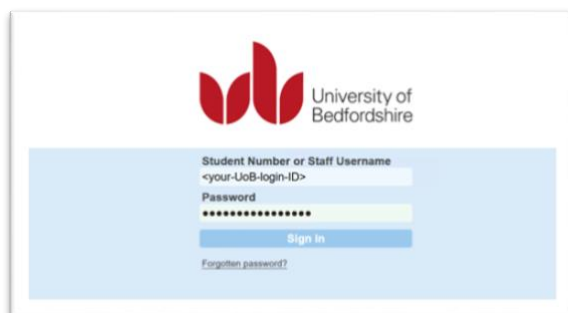 University of
Bedfordshire
Student Number or Staff Username
<your-UoB-login-ID>
Password
••••••••••••••••
Sign In
Forgotten password?